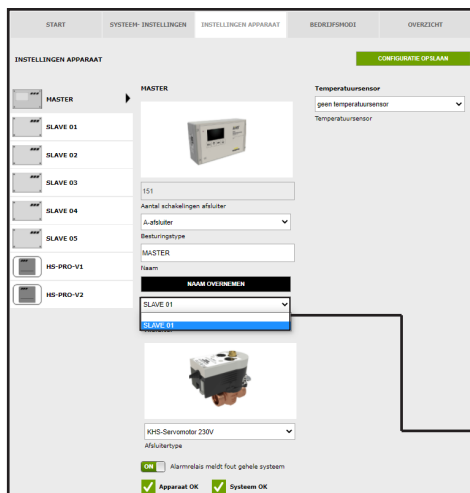 START
SYSTEEM- INSTELLINGEN
INSTELLINGEN APPARAAT
BEDRIJFSMODI
OVERZICHT
INSTELLINGEN APPARAAT
CONFIGURATIE OPSLAAN
MASTER
SLAVE 01
SLAVE 02
SLAVE 03
SLAVE 04
SLAVE 05
HS-PRO-V1
HS-PRO-V2
MASTER
151
Aantal schakelingen afsluiter
A-afsluiter
Besturingstype
MASTER
Naam
NAAM OVERNEMEN
SLAVE 01
SLAVE 01
KHS-Servomotor 230V
Afsluitertype
ON
Alarmrelais meldt fout gehele systeem
Apparaat OK
Systeem OK
Temperatuursensor
geen temperatuursensor
Temperatuursensor